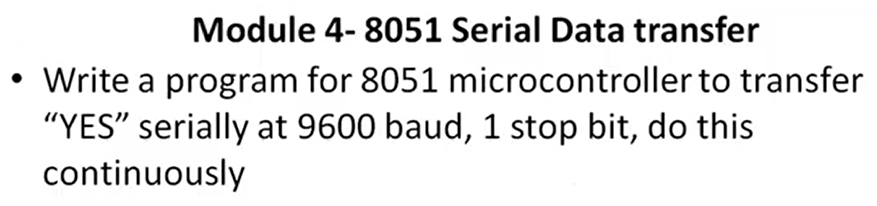 Module 4- 8051 Serial Data transfer
• Write a program for 8051 microcontroller to transfer
“YES” serially at 9600 baud, 1 stop bit, do this
continuously